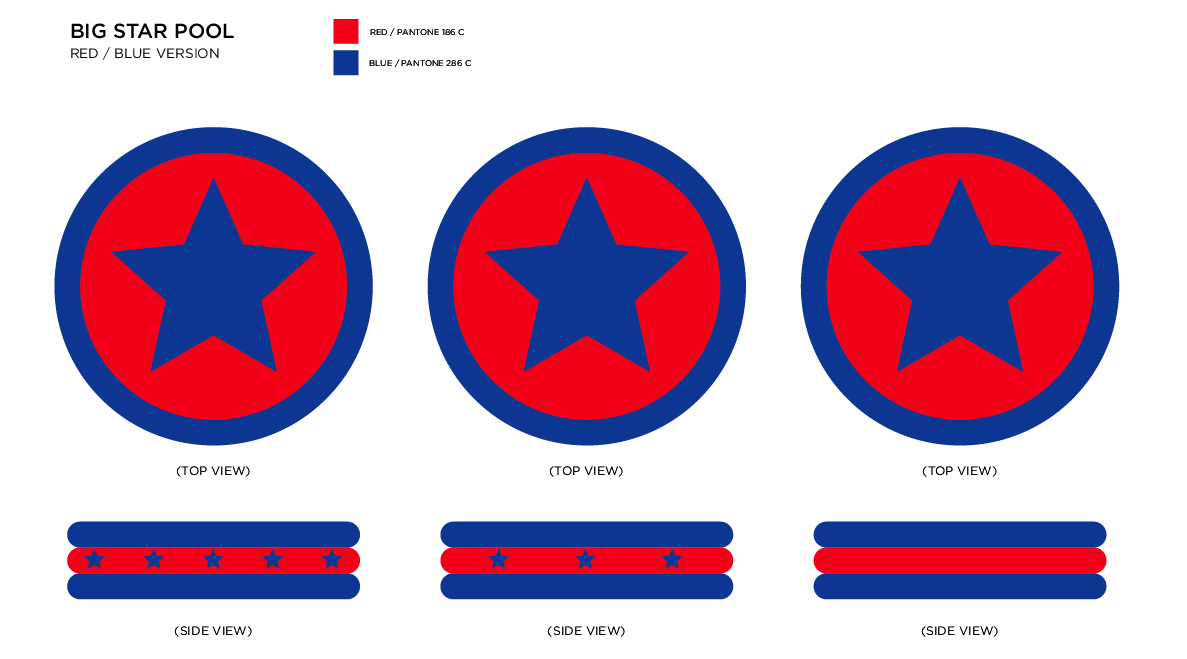 BIG STAR POOL
RED / BLUE VERSION
RED / PANTONE 186 C
BLUE / PANTONE 286 C
(TOP VIEW)
(TOP VIEW)
(TOP VIEW)
(SIDE VIEW)
(SIDE VIEW)
(SIDE VIEW)